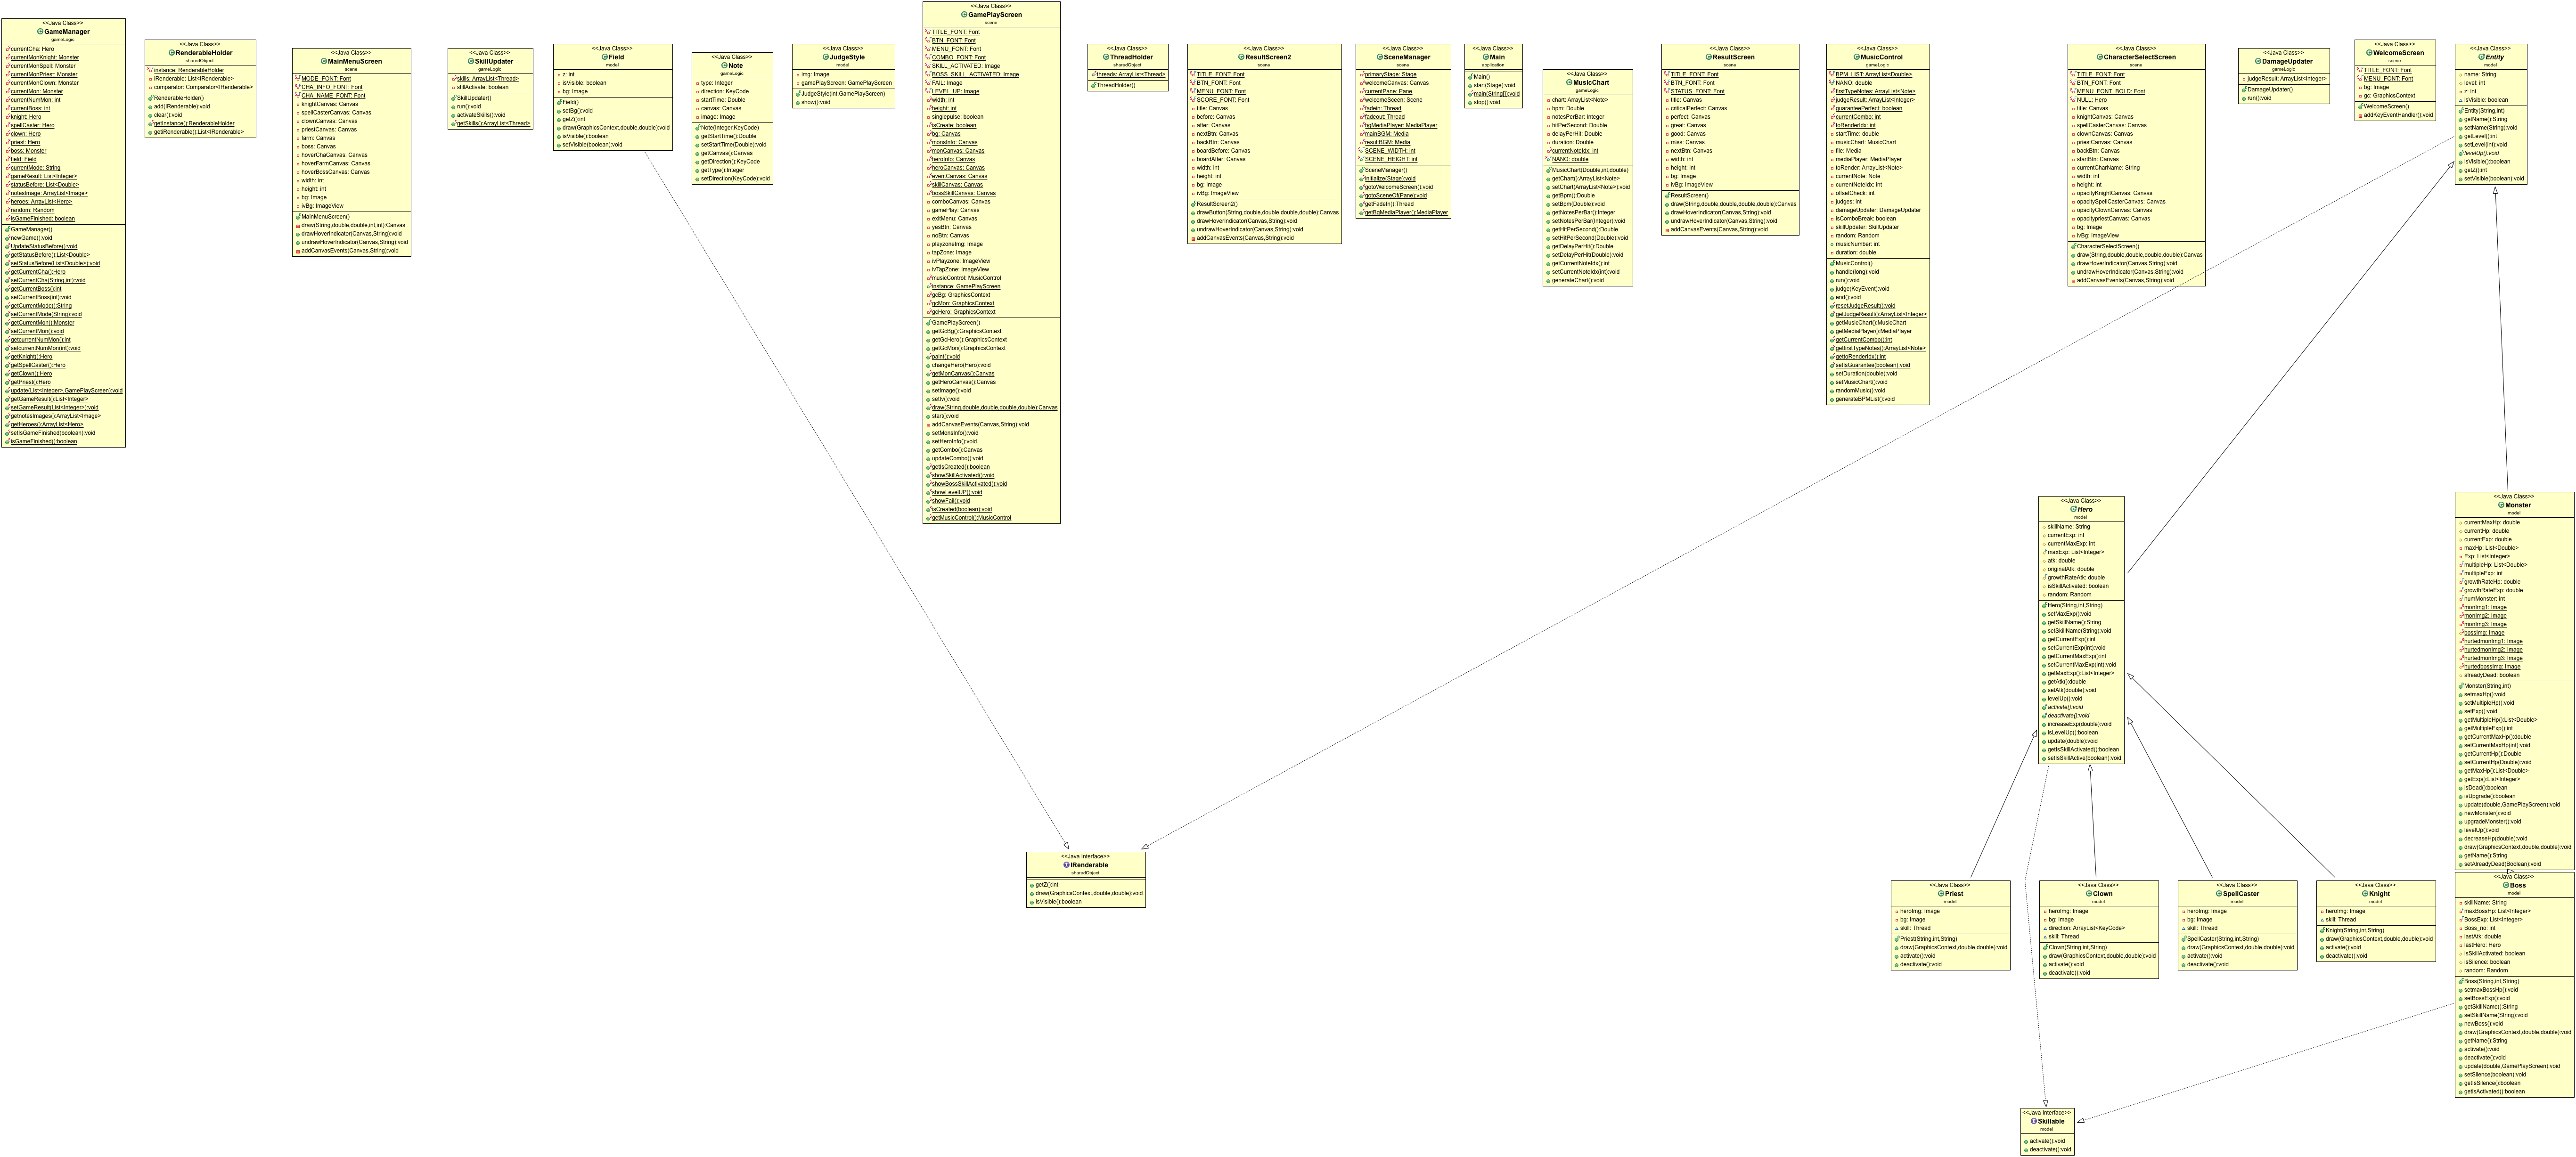 <<Java Class>>
GameManager
gameLogic
currentCha: Hero
currentMonKnight: Monster
currentMonSpell: Monster
currentMonPriest: Monster
currentMonClown: Monster
currentMon: Monster
currentNumMon: int
currentBoss: int
knight: Hero
spellCaster: Hero
clown: Hero
priest: Hero
boss: Monster
field: Field
currentMode: String
gameResult: List<Integer>
statusBefore: List<Double>
notesImage: ArrayList<Image>
heroes: ArrayList<Hero>
random: Random
isGameFinished: boolean
GameManager()
newGame():void
UpdateStatusBefore():void
getStatusBefore():List<Double>
setStatusBefore(List<Double>):void
getCurrentCha():Hero
setCurrentCha(String,int):void
getCurrentBoss():int
setCurrentBoss(int):void
getCurrentMode():String
setCurrentMode(String):void
getCurrentMon():Monster
setCurrentMon():void
getcurrentNumMon():int
setcurrentNumMon(int):void
getKnight():Hero
getSpellCaster():Hero
getClown():Hero
getPriest():Hero
update(List<Integer>,GamePlayScreen):void
getGameResult():List<Integer>
setGameResult(List<Integer>):void
getnotesImages():ArrayList<Image>
getHeroes():ArrayList<Hero>
setIsGameFinished(boolean):void
isGameFinished():boolean
<<Java Class>>
RenderableHolder
sharedObject
instance: RenderableHolder
iRenderable: List<IRenderable>
comparator: Comparator<IRenderable>
RenderableHolder()
add(IRenderable):void
clear():void
getInstance():RenderableHolder
getiRenderable():List<IRenderable>
<<Java Class>>
MainMenuScreen
scene
MODE_FONT: Font
CHA_INFO_FONT: Font
CHA_NAME_FONT: Font
knightCanvas: Canvas
spellCasterCanvas: Canvas
clownCanvas: Canvas
priestCanvas: Canvas
farm: Canvas
boss: Canvas
hoverChaCanvas: Canvas
hoverFarmCanvas: Canvas
hoverBossCanvas: Canvas
width: int
height: int
bg: Image
ivBg: ImageView
MainMenuScreen()
draw(String,double,double,int,int):Canvas
drawHoverIndicator(Canvas,String):void
undrawHoverIndicator(Canvas,String):void
addCanvasEvents(Canvas,String):void
<<Java Class>>
SkillUpdater
gameLogic
skills: ArrayList<Thread>
stillActivate: boolean
SkillUpdater()
run():void
activateSkills():void
getSkills():ArrayList<Thread>
<<Java Class>>
Field
model
z: int
isVisible: boolean
bg: Image
Field()
setBg():void
getZ():int
draw(GraphicsContext,double,double):void
isVisible():boolean
setVisible(boolean):void
<<Java Class>>
Note
gameLogic
type: Integer
direction: KeyCode
startTime: Double
canvas: Canvas
image: Image
Note(Integer,KeyCode)
getStartTime():Double
setStartTime(Double):void
getCanvas():Canvas
getDirection():KeyCode
getType():Integer
setDirection(KeyCode):void
<<Java Class>>
JudgeStyle
model
img: Image
gamePlayScreen: GamePlayScreen
JudgeStyle(int,GamePlayScreen)
show():void
<<Java Class>>
GamePlayScreen
scene
TITLE_FONT: Font
BTN_FONT: Font
MENU_FONT: Font
COMBO_FONT: Font
SKILL_ACTIVATED: Image
BOSS_SKILL_ACTIVATED: Image
FAIL: Image
LEVEL_UP: Image
width: int
height: int
singlepulse: boolean
isCreate: boolean
bg: Canvas
monsInfo: Canvas
monCanvas: Canvas
heroInfo: Canvas
heroCanvas: Canvas
eventCanvas: Canvas
skillCanvas: Canvas
bossSkillCanvas: Canvas
comboCanvas: Canvas
gamePlay: Canvas
exitMenu: Canvas
yesBtn: Canvas
noBtn: Canvas
playzoneImg: Image
tapZone: Image
ivPlayzone: ImageView
ivTapZone: ImageView
musicControl: MusicControl
instance: GamePlayScreen
gcBg: GraphicsContext
gcMon: GraphicsContext
gcHero: GraphicsContext
GamePlayScreen()
getGcBg():GraphicsContext
getGcHero():GraphicsContext
getGcMon():GraphicsContext
paint():void
changeHero(Hero):void
getMonCanvas():Canvas
getHeroCanvas():Canvas
setImage():void
setIv():void
draw(String,double,double,double,double):Canvas
start():void
addCanvasEvents(Canvas,String):void
setMonsInfo():void
setHeroInfo():void
getCombo():Canvas
updateCombo():void
getIsCreated():boolean
showSkillActivated():void
showBossSkillActivated():void
showLevelUP():void
showFail():void
isCreated(boolean):void
getMusicControl():MusicControl
<<Java Class>>
ThreadHolder
sharedObject
threads: ArrayList<Thread>
ThreadHolder()
<<Java Class>>
ResultScreen2
scene
TITLE_FONT: Font
BTN_FONT: Font
MENU_FONT: Font
SCORE_FONT: Font
title: Canvas
before: Canvas
after: Canvas
nextBtn: Canvas
backBtn: Canvas
boardBefore: Canvas
boardAfter: Canvas
width: int
height: int
bg: Image
ivBg: ImageView
ResultScreen2()
drawButton(String,double,double,double,double):Canvas
drawHoverIndicator(Canvas,String):void
undrawHoverIndicator(Canvas,String):void
addCanvasEvents(Canvas,String):void
<<Java Class>>
SceneManager
scene
primaryStage: Stage
welcomeCanvas: Canvas
currentPane: Pane
welcomeSceen: Scene
fadein: Thread
fadeout: Thread
bgMediaPlayer: MediaPlayer
mainBGM: Media
resultBGM: Media
SCENE_WIDTH: int
SCENE_HEIGHT: int
SceneManager()
initialize(Stage):void
gotoWelcomeScreen():void
gotoSceneOf(Pane):void
getFadeIn():Thread
getBgMediaPlayer():MediaPlayer
<<Java Class>>
Main
application
Main()
start(Stage):void
main(String[]):void
stop():void
<<Java Class>>
MusicChart
gameLogic
chart: ArrayList<Note>
bpm: Double
notesPerBar: Integer
hitPerSecond: Double
delayPerHit: Double
duration: Double
currentNoteIdx: int
NANO: double
MusicChart(Double,int,double)
getChart():ArrayList<Note>
setChart(ArrayList<Note>):void
getBpm():Double
setBpm(Double):void
getNotesPerBar():Integer
setNotesPerBar(Integer):void
getHitPerSecond():Double
setHitPerSecond(Double):void
getDelayPerHit():Double
setDelayPerHit(Double):void
getCurrentNoteIdx():int
setCurrentNoteIdx(int):void
generateChart():void
<<Java Class>>
ResultScreen
scene
TITLE_FONT: Font
BTN_FONT: Font
STATUS_FONT: Font
title: Canvas
criticalPerfect: Canvas
perfect: Canvas
great: Canvas
good: Canvas
miss: Canvas
nextBtn: Canvas
width: int
height: int
bg: Image
ivBg: ImageView
ResultScreen()
draw(String,double,double,double,double):Canvas
drawHoverIndicator(Canvas,String):void
undrawHoverIndicator(Canvas,String):void
addCanvasEvents(Canvas,String):void
<<Java Class>>
MusicControl
gameLogic
BPM_LIST: ArrayList<Double>
NANO: double
firstTypeNotes: ArrayList<Note>
judgeResult: ArrayList<Integer>
guaranteePerfect: boolean
currentCombo: int
toRenderIdx: int
startTime: double
musicChart: MusicChart
file: Media
mediaPlayer: MediaPlayer
toRender: ArrayList<Note>
currentNote: Note
currentNoteIdx: int
offsetCheck: int
judges: int
damageUpdater: DamageUpdater
isComboBreak: boolean
skillUpdater: SkillUpdater
random: Random
musicNumber: int
duration: double
MusicControl()
handle(long):void
run():void
judge(KeyEvent):void
end():void
resetJudgeResult():void
getJudgeResult():ArrayList<Integer>
getMusicChart():MusicChart
getMediaPlayer():MediaPlayer
getCurrentCombo():int
getfirstTypeNotes():ArrayList<Note>
gettoRenderIdx():int
setIsGuarantee(boolean):void
setDuration(double):void
setMusicChart():void
randomMusic():void
generateBPMList():void
<<Java Class>>
CharacterSelectScreen
scene
TITLE_FONT: Font
BTN_FONT: Font
MENU_FONT_BOLD: Font
NULL: Hero
knightCanvas: Canvas
spellCasterCanvas: Canvas
clownCanvas: Canvas
priestCanvas: Canvas
backBtn: Canvas
startBtn: Canvas
title: Canvas
currentCharName: String
width: int
height: int
opacityKnightCanvas: Canvas
opacitySpellCasterCanvas: Canvas
opacityClownCanvas: Canvas
opacitypriestCanvas: Canvas
bg: Image
ivBg: ImageView
CharacterSelectScreen()
draw(String,double,double,double,double):Canvas
drawHoverIndicator(Canvas,String):void
undrawHoverIndicator(Canvas,String):void
addCanvasEvents(Canvas,String):void
<<Java Class>>
DamageUpdater
gameLogic
judgeResult: ArrayList<Integer>
DamageUpdater()
run():void
<<Java Class>>
WelcomeScreen
scene
TITLE_FONT: Font
MENU_FONT: Font
bg: Image
gc: GraphicsContext
WelcomeScreen()
addKeyEventHandler():void
<<Java Class>>
Entity
model
name: String
level: int
z: int
isVisible: boolean
Entity(String,int)
getName():String
setName(String):void
getLevel():int
setLevel(int):void
levelUp():void
isVisible():boolean
getZ():int
setVisible(boolean):void
<<Java Class>>
Hero
model
skillName: String
currentExp: int
currentMaxExp: int
maxExp: List<Integer>
atk: double
originalAtk: double
growthRateAtk: double
isSkillActivated: boolean
random: Random
Hero(String,int,String)
setMaxExp():void
getSkillName():String
setSkillName(String):void
getCurrentExp():int
setCurrentExp(int):void
getCurrentMaxExp():int
setCurrentMaxExp(int):void
getMaxExp():List<Integer>
getAtk():double
setAtk(double):void
levelUp():void
activate():void
deactivate():void
increaseExp(double):void
isLevelUp():boolean
update(double):void
getIsSkillActivated():boolean
setIsSkillActive(boolean):void
<<Java Class>>
Monster
model
currentMaxHp: double
currentHp: double
currentExp: double
maxHp: List<Double>
Exp: List<Integer>
multipleHp: List<Double>
multipleExp: int
growthRateHp: double
growthRateExp: double
numMonster: int
monImg1: Image
monImg2: Image
monImg3: Image
bossImg: Image
hurtedmonImg1: Image
hurtedmonImg2: Image
hurtedmonImg3: Image
hurtedbossImg: Image
alreadyDead: boolean
Monster(String,int)
setmaxHp():void
setMultipleHp():void
setExp():void
getMultipleHp():List<Double>
getMultipleExp():int
getCurrentMaxHp():double
setCurrentMaxHp(int):void
getCurrentHp():Double
setCurrentHp(Double):void
getMaxHp():List<Double>
getExp():List<Integer>
isDead():boolean
isUpgrade():boolean
update(double,GamePlayScreen):void
newMonster():void
upgradeMonster():void
levelUp():void
decreaseHp(double):void
draw(GraphicsContext,double,double):void
getName():String
setAlreadyDead(Boolean):void
<<Java Interface>>
IRenderable
sharedObject
getZ():int
draw(GraphicsContext,double,double):void
isVisible():boolean
<<Java Class>>
Priest
model
heroImg: Image
bg: Image
skill: Thread
Priest(String,int,String)
draw(GraphicsContext,double,double):void
activate():void
deactivate():void
<<Java Class>>
Clown
model
heroImg: Image
bg: Image
direction: ArrayList<KeyCode>
skill: Thread
Clown(String,int,String)
draw(GraphicsContext,double,double):void
activate():void
deactivate():void
<<Java Class>>
SpellCaster
model
heroImg: Image
bg: Image
skill: Thread
SpellCaster(String,int,String)
draw(GraphicsContext,double,double):void
activate():void
deactivate():void
<<Java Class>>
Knight
model
heroImg: Image
skill: Thread
Knight(String,int,String)
draw(GraphicsContext,double,double):void
activate():void
deactivate():void
<<Java Class>>
Boss
model
skillName: String
maxBossHp: List<Integer>
BossExp: List<Integer>
Boss_no: int
lastAtk: double
lastHero: Hero
isSkillActivated: boolean
isSilence: boolean
random: Random
Boss(String,int,String)
setmaxBossHp():void
setBossExp():void
getSkillName():String
setSkillName(String):void
newBoss():void
draw(GraphicsContext,double,double):void
getName():String
activate():void
deactivate():void
update(double,GamePlayScreen):void
setSilence(boolean):void
getIsSilence():boolean
getisActivated():boolean
<<Java Interface>>
Skillable
model
activate():void
deactivate():void